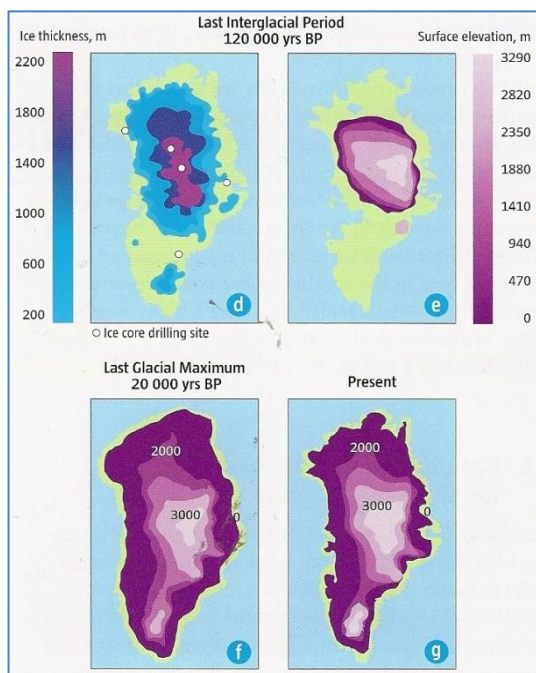 Last Interglacial Period
120 000 yrs BP
Ice thickness, m
Surface elevation, m
2200
1800
1400
1000
600
200
3290
2820
2350
1880
1410
940
470
0
d
e
Ice core drilling site
Last Glacial Maximum
20 000 yrs BP
Present
2000
3000
0
f
2000
3000
0
g